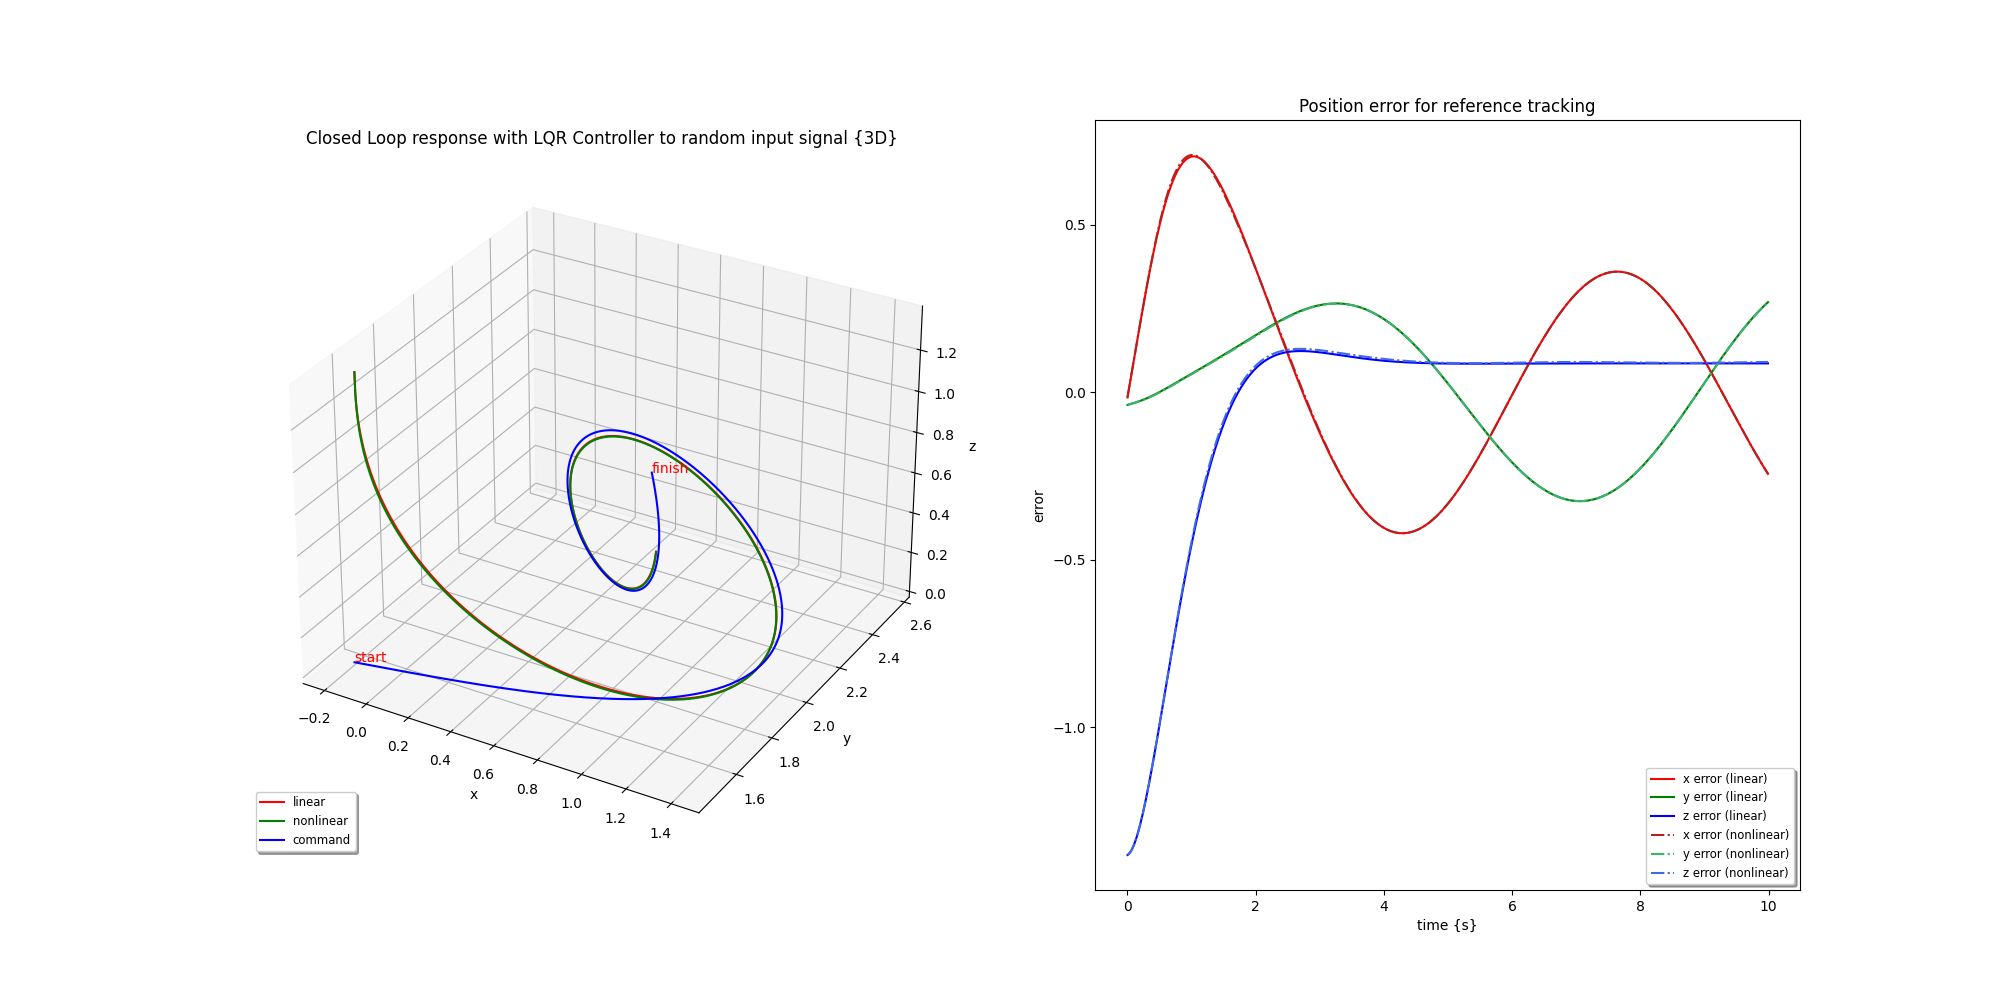 Closed Loop response with LQR Controller to random input signal {3D}
start
finish
−0.2
0.0
0.2
0.4
0.6
0.8
1.0
1.2
1.4
x
1.6
1.8
2.0
2.2
2.4
2.6
y
0.0
0.2
0.4
0.6
0.8
1.0
1.2
z
linear
nonlinear
command
Position error for reference tracking
0.5
0.0
−0.5
−1.0
error
0
2
4
6
8
10
time {s}
x error (linear)
y error (linear)
z error (linear)
x error (nonlinear)
y error (nonlinear)
z error (nonlinear)